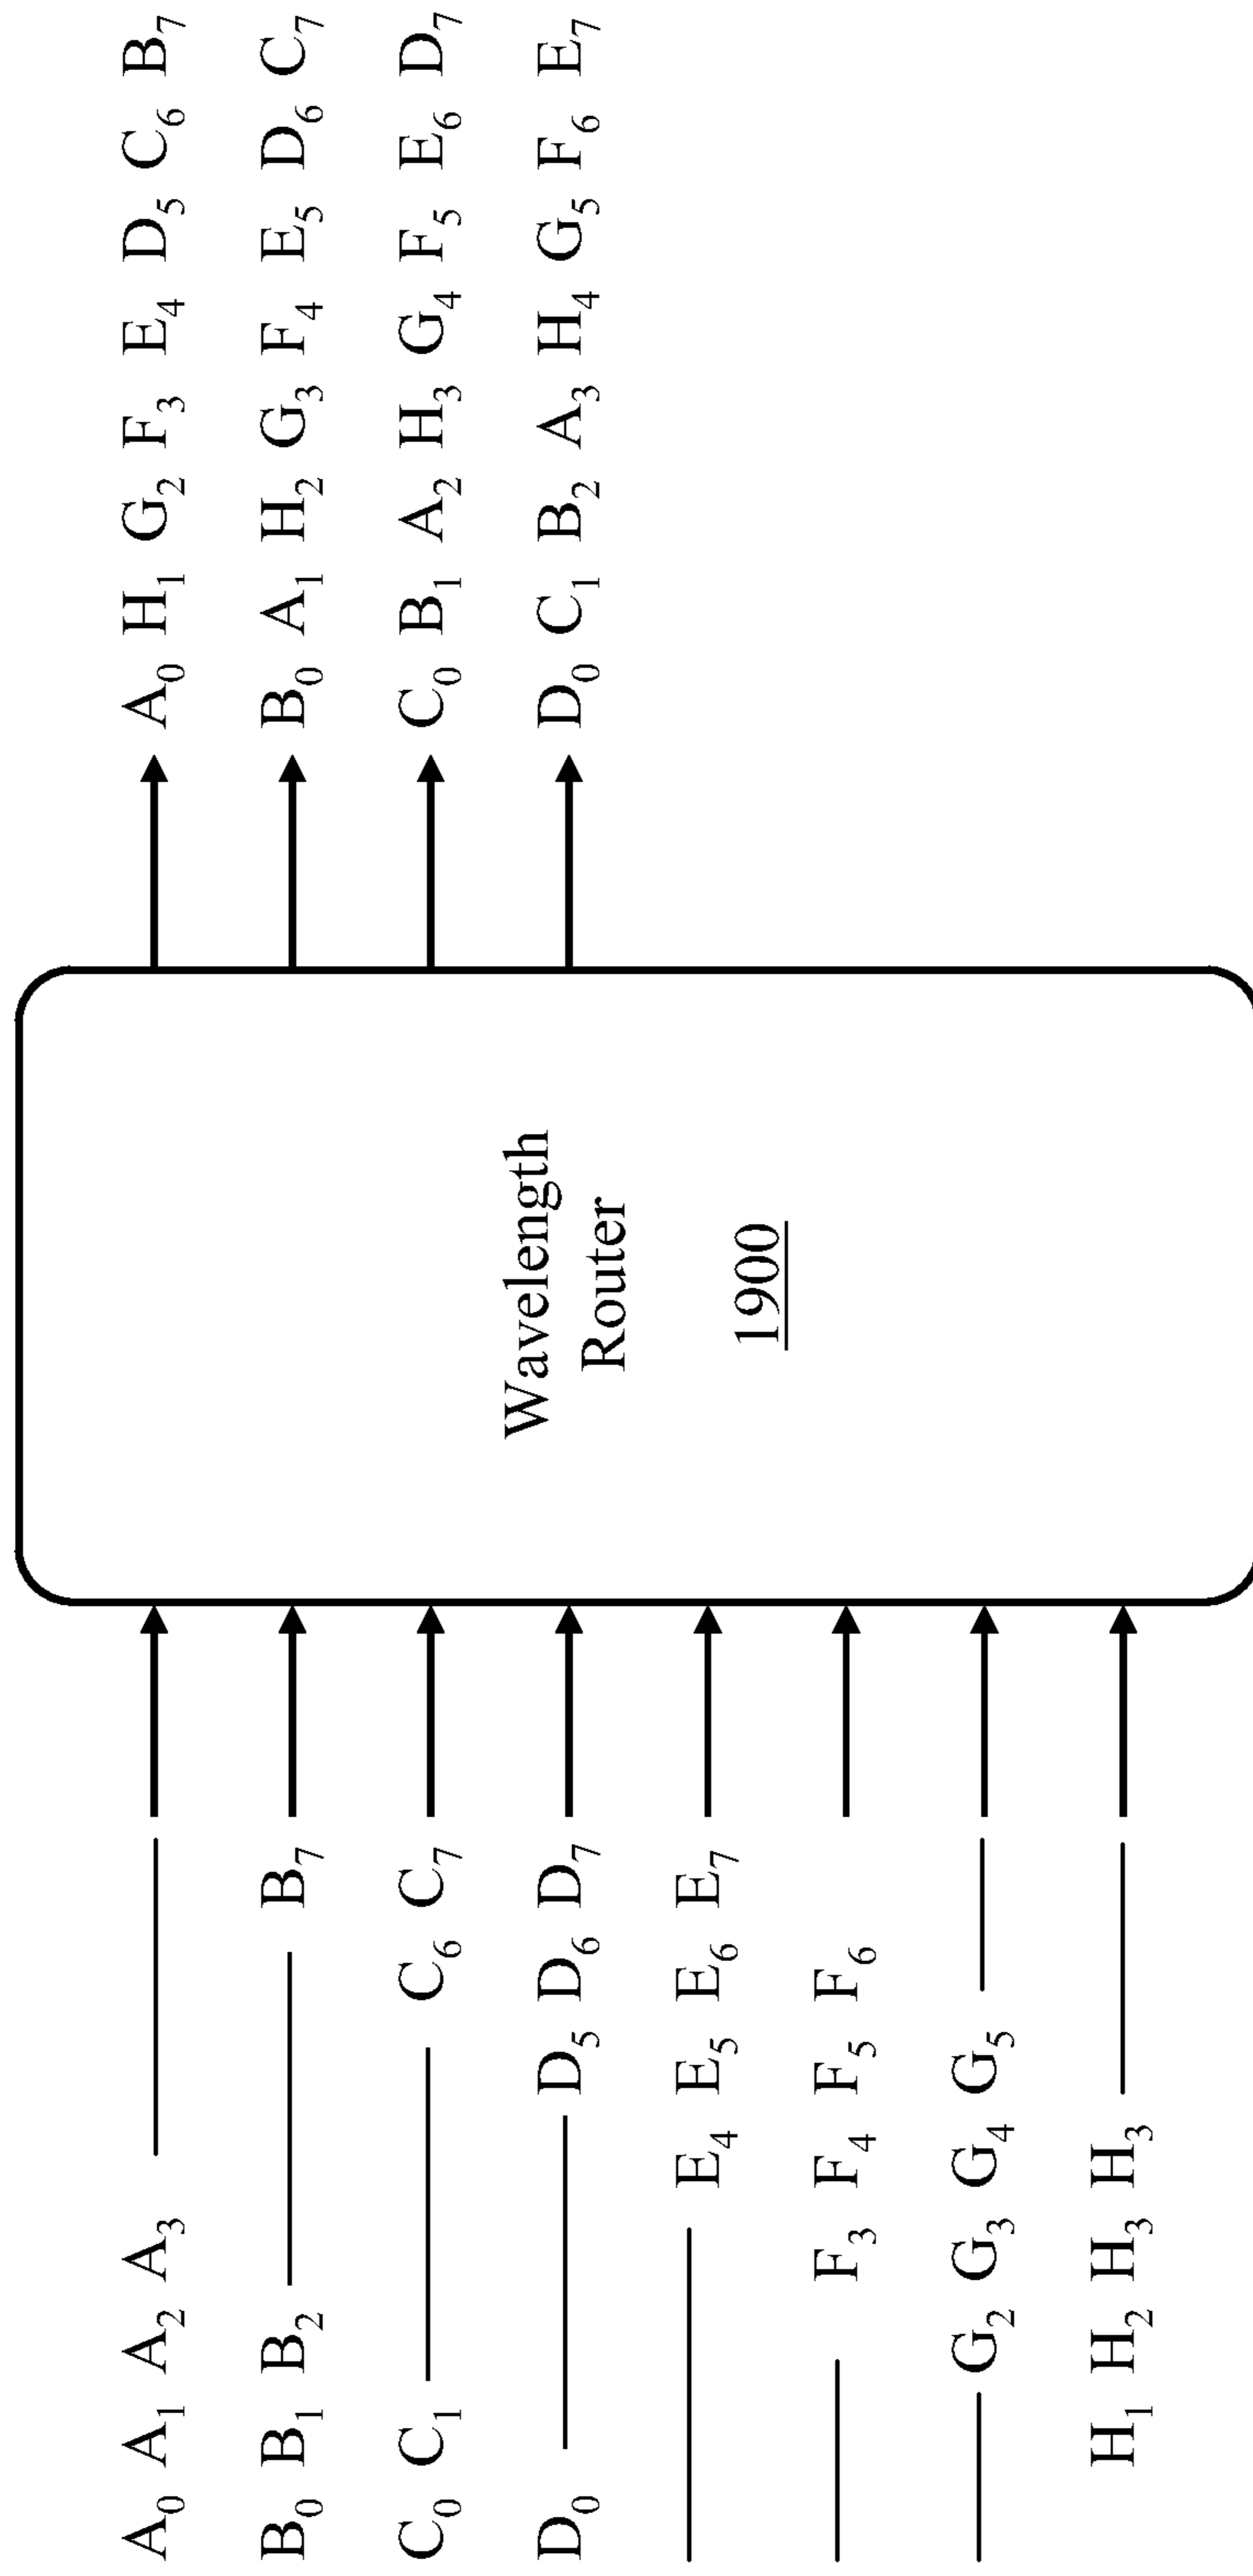 A₀ A₁ A₂ A₃
B₀ B₁ B₂ B₇
C₀ C₁ C₆ C₇
D₀ D₅ D₆ D₇
E₄ E₅ E₆ E₇
F₃ F₄ F₅ F₆
G₂ G₃ G₄ G₅
H₁ H₂ H₃ H₃
Wavelength
Router
1900
A₀ H₁ G₂ F₃ E₄ D₅ C₆ B₇
B₀ A₁ H₂ G₃ F₄ E₅ D₆ C₇
C₀ B₁ A₂ H₃ G₄ F₅ E₆ D₇
D₀ C₁ B₂ A₃ H₄ G₅ F₆ E₇